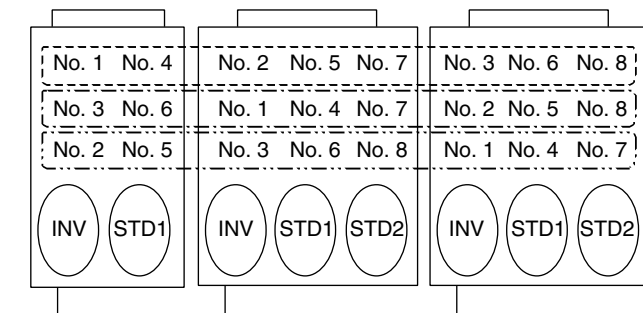 No. 1 No. 4 No. 2 No. 5 No. 7 No. 3 No. 6 No. 8
No. 3 No. 6 No. 1 No. 4 No. 7 No. 2 No. 5 No. 8
No. 2 No. 5 No. 3 No. 6 No. 8 No. 1 No. 4 No. 7
INV STD1 INV STD1 STD2 INV STD1 STD2